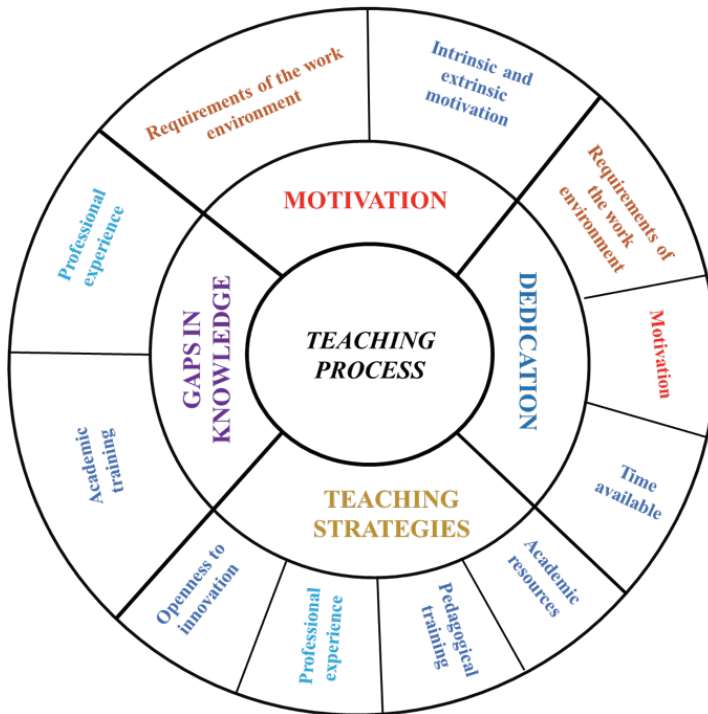 Requirements of the work
environment
Intrinsic and
extrinsic
motivation
MOTIVATION
Requirements of
the work
environment
Professional
experience
GAPS IN
KNOWLEDGE
TEACHING
PROCESS
DEDICATION
Motivation
Academic
training
TEACHING
STRATEGIES
Time
available
Openness to
innovation
Professional
experience
Pedagogical
training
Academic
resources